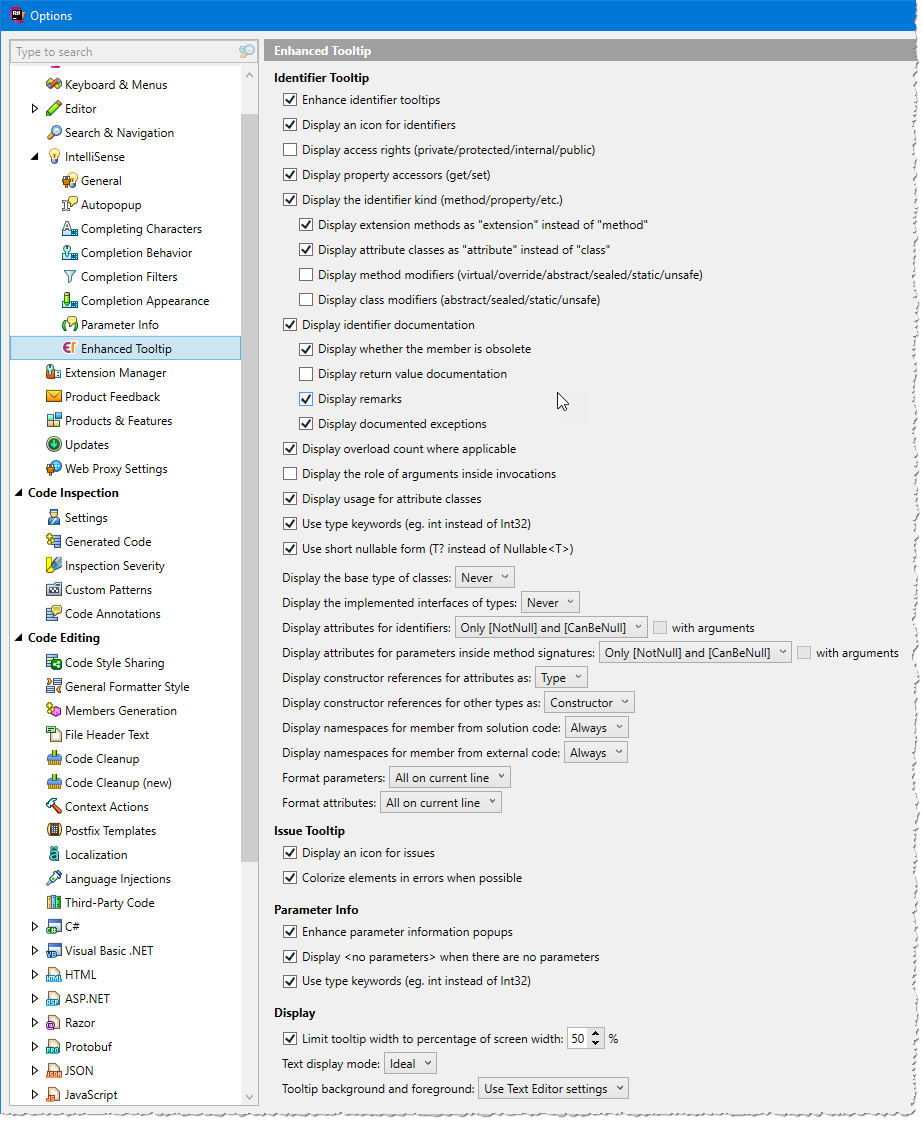 Options
Type to search
Keyboard & Menus
Editor
Search & Navigation
IntelliSense
General
Autopopup
Completing Characters
Completion Behavior
Completion Filters
Completion Appearance
Parameter Info
Enhanced Tooltip
Extension Manager
Product Feedback
Products & Features
Updates
Web Proxy Settings
Code Inspection
Settings
Generated Code
Inspection Severity
Custom Patterns
Code Annotations
Code Editing
Code Style Sharing
General Formatter Style
Members Generation
File Header Text
Code Cleanup
Code Cleanup (new)
Context Actions
Postfix Templates
Localization
Language Injections
Third-Party Code
C#
Visual Basic .NET
HTML
ASP.NET
Razor
Protobuf
JSON
JavaScript
Enhanced Tooltip
Identifier Tooltip
Enhance identifier tooltips
Display an icon for identifiers
Display access rights (private/protected/internal/public)
Display property accessors (get/set)
Display the identifier kind (method/property/etc.)
Display extension methods as "extension" instead of "method"
Display attribute classes as "attribute" instead of "class"
Display method modifiers (virtual/override/abstract/sealed/static/unsafe)
Display class modifiers (abstract/sealed/static/unsafe)
Display identifier documentation
Display whether the member is obsolete
Display return value documentation
Display remarks
Display documented exceptions
Display overload count where applicable
Display the role of arguments inside invocations
Display usage for attribute classes
Use type keywords (eg. int instead of Int32)
Use short nullable form (T? instead of Nullable<T>)
Display the base type of classes: Never
Display the implemented interfaces of types: Never
Display attributes for identifiers: Only [NotNull] and [CanBeNull] with arguments
Display attributes for parameters inside method signatures: Only [NotNull] and [CanBeNull] with arguments
Display constructor references for attributes as: Type
Display constructor references for other types as: Constructor
Display namespaces for member from solution code: Always
Display namespaces for member from external code: Always
Format parameters: All on current line
Format attributes: All on current line
Issue Tooltip
Display an icon for issues
Colorize elements in errors when possible
Parameter Info
Enhance parameter information popups
Display <no parameters> when there are no parameters
Use type keywords (eg. int instead of Int32)
Display
Limit tooltip width to percentage of screen width: 50 %
Text display mode: Ideal
Tooltip background and foreground: Use Text Editor settings